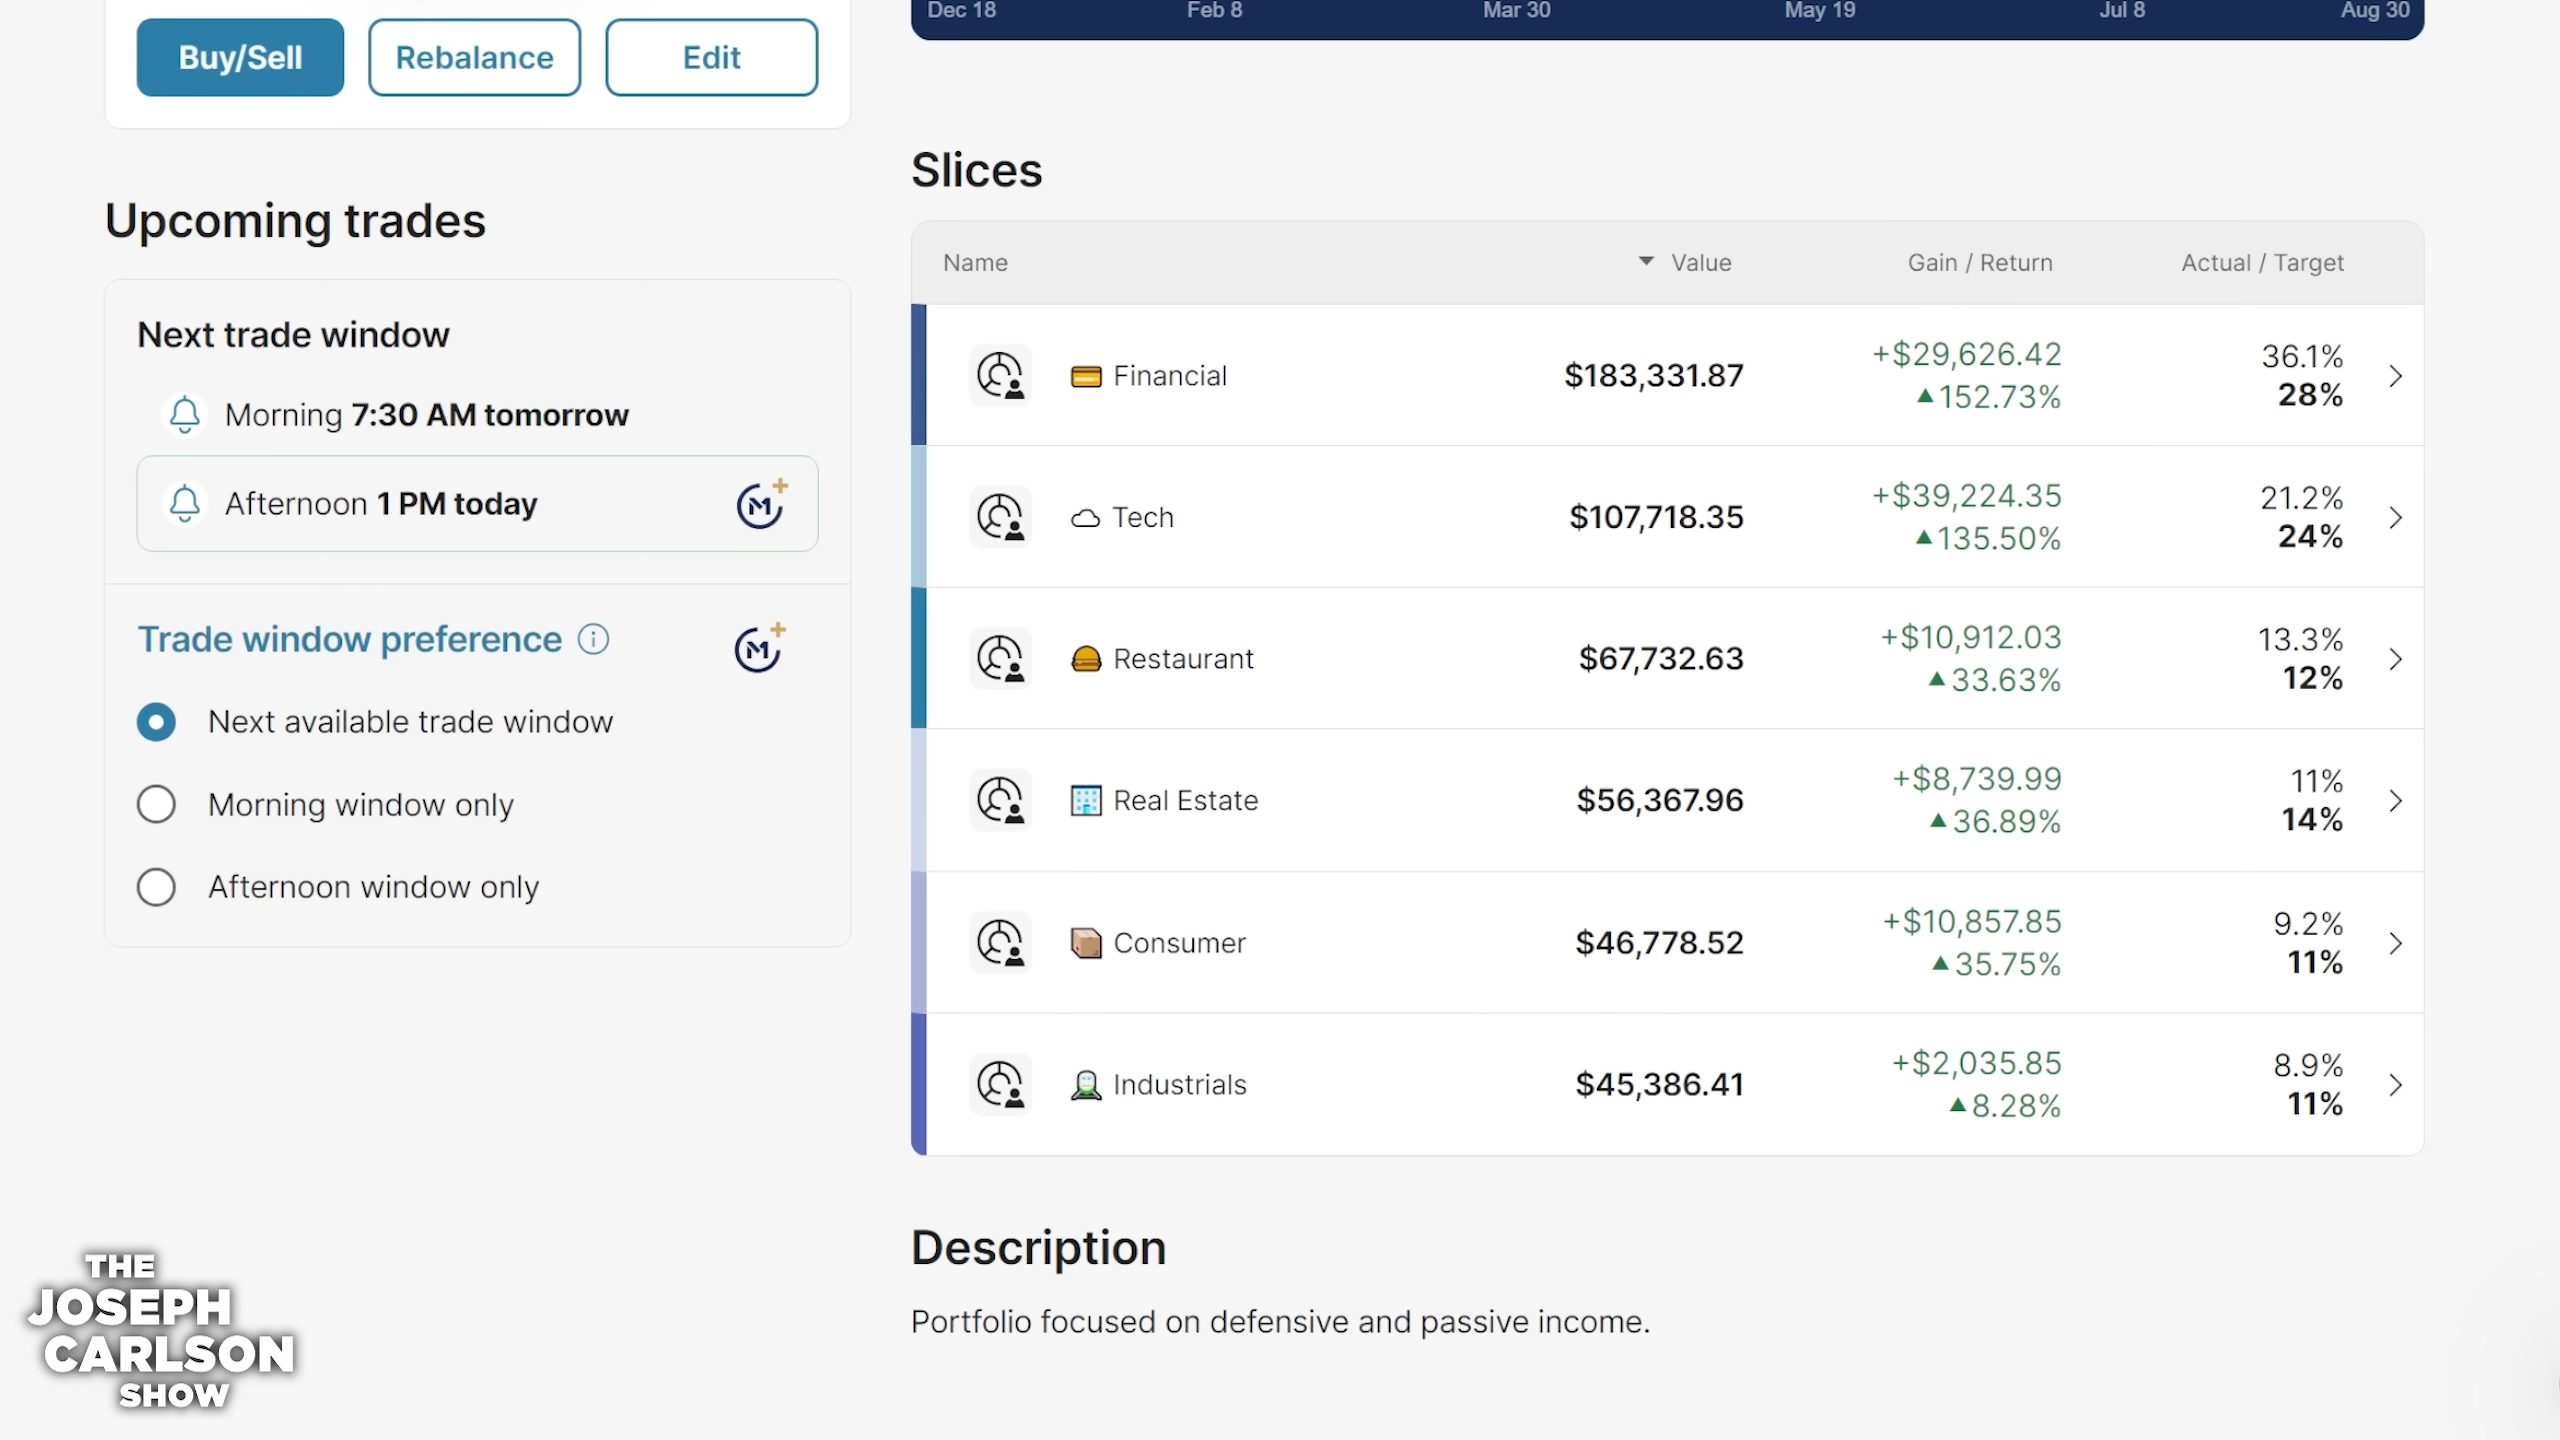 Dec 18 Feb 8 Mar 30 May 19 Jul 8 Aug 30
Buy/Sell Rebalance Edit
Upcoming trades
Next trade window
Morning 7:30 AM tomorrow
Afternoon 1 PM today
Trade window preference
Next available trade window
Morning window only
Afternoon window only
Slices
Name Value Gain / Return Actual / Target
Financial $183,331.87 +$29,626.42 36.1%
152.73% 28%
Tech $107,718.35 +$39,224.35 21.2%
135.50% 24%
Restaurant $67,732.63 +$10,912.03 13.3%
33.63% 12%
Real Estate $56,367.96 +$8,739.99 11%
36.89% 14%
Consumer $46,778.52 +$10,857.85 9.2%
35.75% 11%
Industrials $45,386.41 +$2,035.85 8.9%
8.28% 11%
Description
Portfolio focused on defensive and passive income.
THE
JOSEPH
CARLSON
SHOW